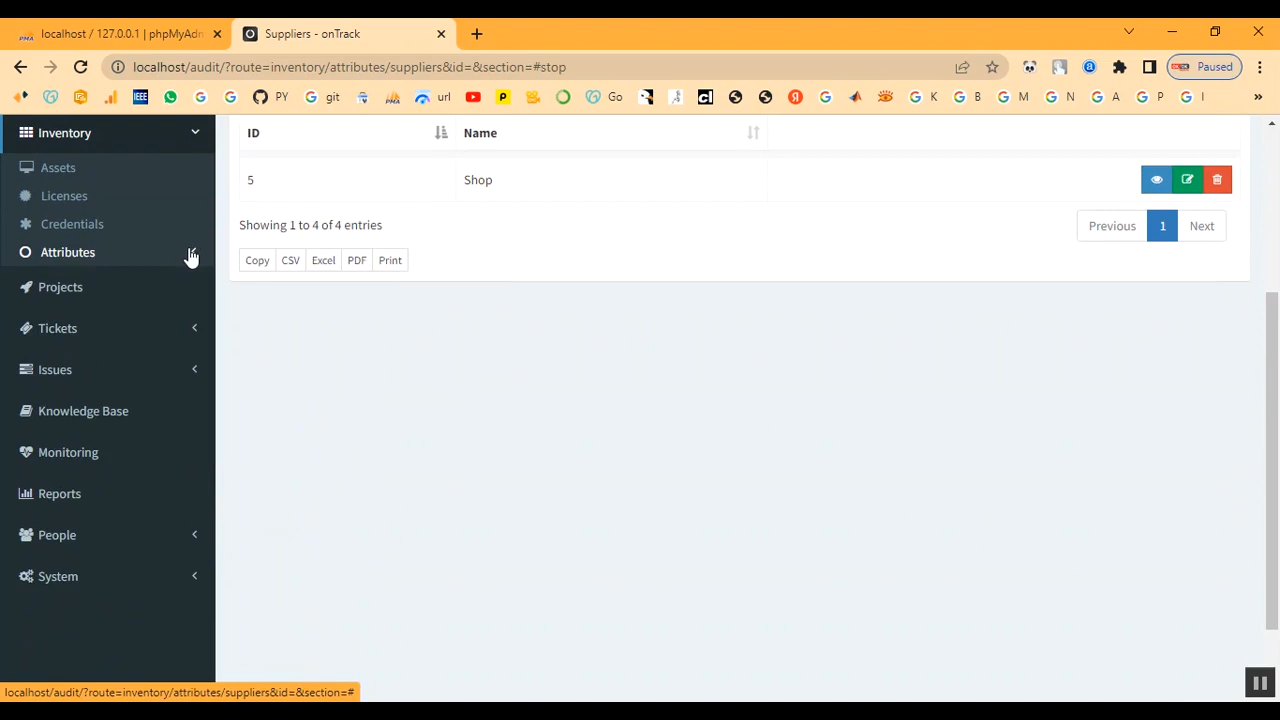 localhost / 127.0.0.1 | phpMyAdn
Suppliers - onTrack
localhost/audit/?route=inventory/attributes/suppliers&id=&section=#stop
Paused
IEEE
PY
git
PMA
url
Go
K
B
M
N
A
P
I
»
Inventory
Assets
Licenses
Credentials
Attributes
Projects
Tickets
Issues
Knowledge Base
Monitoring
Reports
People
System
ID Name
5 Shop
Showing 1 to 4 of 4 entries
Previous 1 Next
Copy CSV Excel PDF Print
localhost/audit/?route=inventory/attributes/suppliers&id=&section=#